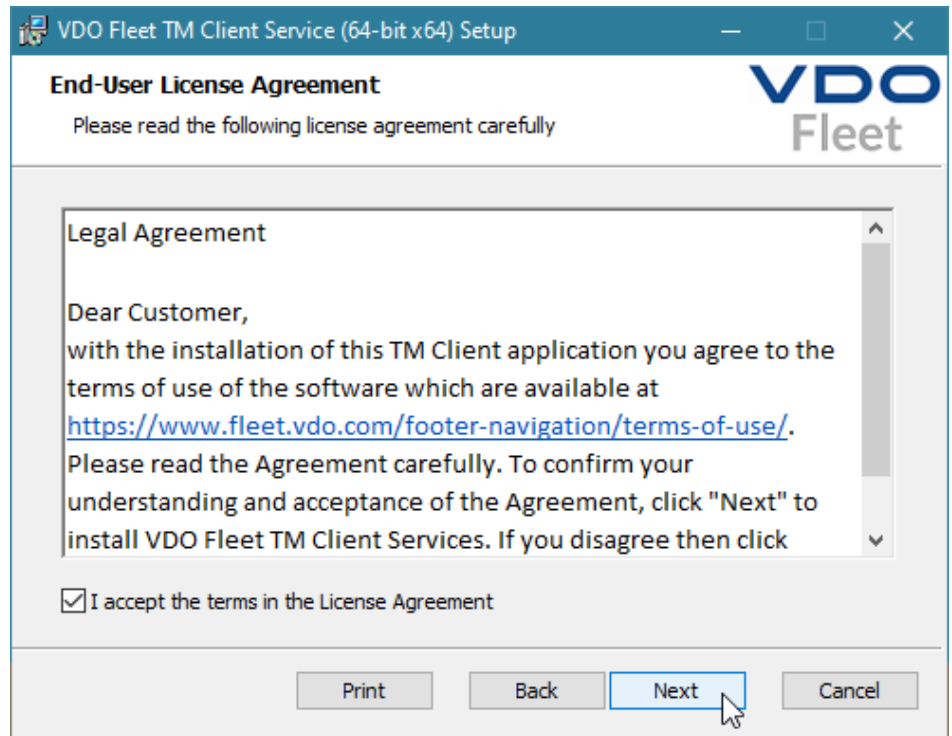 VDO Fleet TM Client Service (64-bit x64) Setup
End-User License Agreement
Please read the following license agreement carefully
VDO
Fleet
Legal Agreement
Dear Customer,
with the installation of this TM Client application you agree to the
terms of use of the software which are available at
https://www.fleet.vdo.com/footer-navigation/terms-of-use/.
Please read the Agreement carefully. To confirm your
understanding and acceptance of the Agreement, click "Next" to
install VDO Fleet TM Client Services. If you disagree then click
I accept the terms in the License Agreement
Print
Back
Next
Cancel